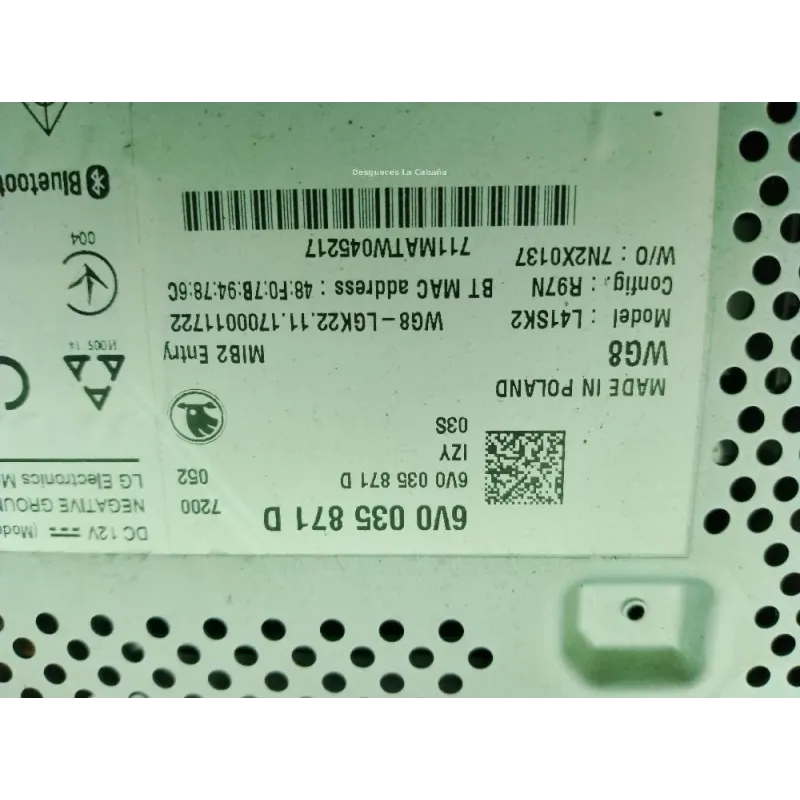 DC 12V
NEGATIVE GROUN
LG Electronics M
6V0 035 871 D
7200
6V0 035 871 D
052
IZY
03S
MADE IN POLAND
WG8
MIB2 Entry
Model : L41SK2
WG8-LGK22.11.1700011722
Config. : R97N
BT MAC address : 48:F0:7B:94:78:6C
W/O : 7N2X0137
711MATW045217
004
Bluetoot
Desguaces La Cabaña